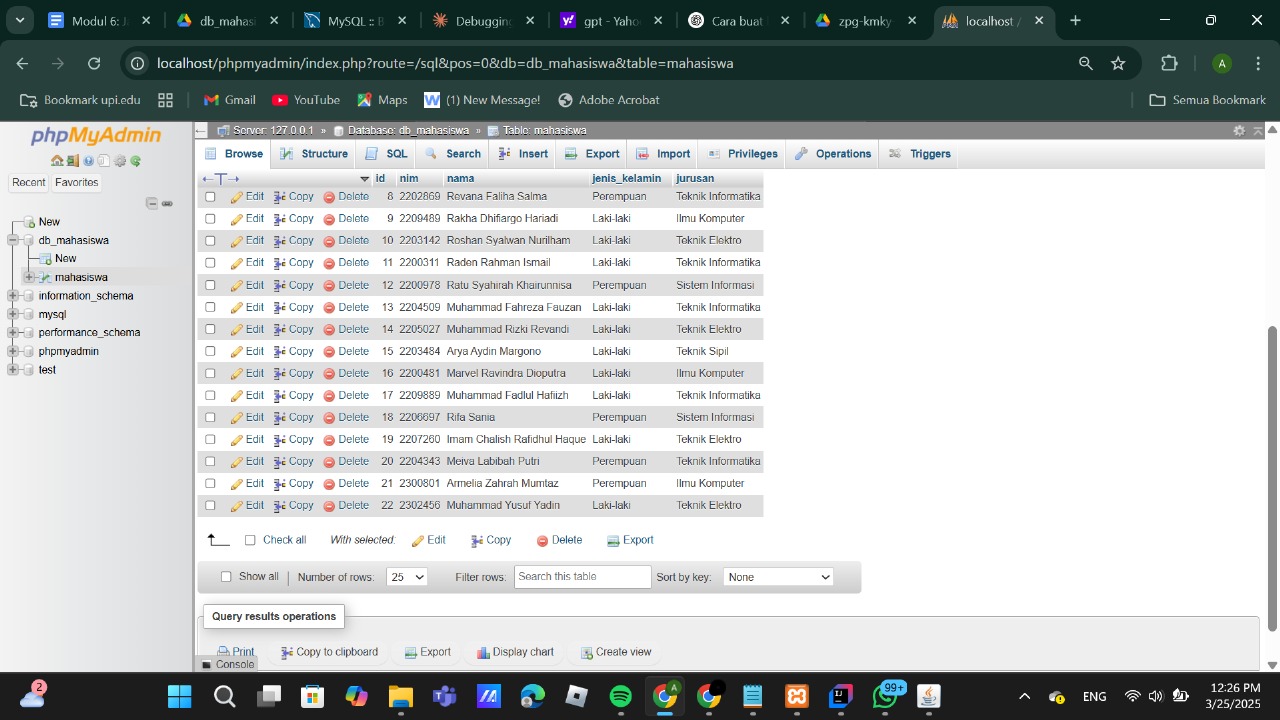 Modul 6: J
db_mahasi
MySQL :: B
Debugging
gpt - Yaho
Cara buat
zpg-kmky
localhost /
localhost/phpmyadmin/index.php?route=/sql&pos=0&db=db_mahasiswa&table=mahasiswa
A
Bookmark upi.edu
Gmail
YouTube
Maps
(1) New Message!
Adobe Acrobat
Semua Bookmark
phpMyAdmin
Recent Favorites
New
db_mahasiswa
New
mahasiswa
information_schema
mysql
performance_schema
phpmyadmin
test
Server: 127.0.0.1 » Database: db_mahasiswa » Table: mahasiswa
Browse Structure SQL Search Insert Export Import Privileges Operations Triggers
←T→ id nim nama jenis_kelamin jurusan
Edit Copy Delete 8 2202869 Revana Faliha Salma Perempuan Teknik Informatika
Edit Copy Delete 9 2209489 Rakha Dhifiargo Hariadi Laki-laki Ilmu Komputer
Edit Copy Delete 10 2203142 Roshan Syalwan Nurilham Laki-laki Teknik Elektro
Edit Copy Delete 11 2200311 Raden Rahman Ismail Laki-laki Teknik Informatika
Edit Copy Delete 12 2200978 Ratu Syahirah Khairunnisa Perempuan Sistem Informasi
Edit Copy Delete 13 2204509 Muhammad Fahreza Fauzan Laki-laki Teknik Informatika
Edit Copy Delete 14 2205027 Muhammad Rizki Revandi Laki-laki Teknik Elektro
Edit Copy Delete 15 2203484 Arya Aydin Margono Laki-laki Teknik Sipil
Edit Copy Delete 16 2200481 Marvel Ravindra Dioputra Laki-laki Ilmu Komputer
Edit Copy Delete 17 2209889 Muhammad Fadlul Hafiizh Laki-laki Teknik Informatika
Edit Copy Delete 18 2206697 Rifa Sania Perempuan Sistem Informasi
Edit Copy Delete 19 2207260 Imam Chalish Rafidhul Haque Laki-laki Teknik Elektro
Edit Copy Delete 20 2204343 Meiva Labibah Putri Perempuan Teknik Informatika
Edit Copy Delete 21 2300801 Armelia Zahrah Mumtaz Perempuan Ilmu Komputer
Edit Copy Delete 22 2302456 Muhammad Yusuf Yadin Laki-laki Teknik Elektro
Check all With selected: Edit Copy Delete Export
Show all | Number of rows: 25 Filter rows: Search this table Sort by key: None
Query results operations
Print Copy to clipboard Export Display chart Create view
Console
2
99+
ENG
12:26 PM
3/25/2025